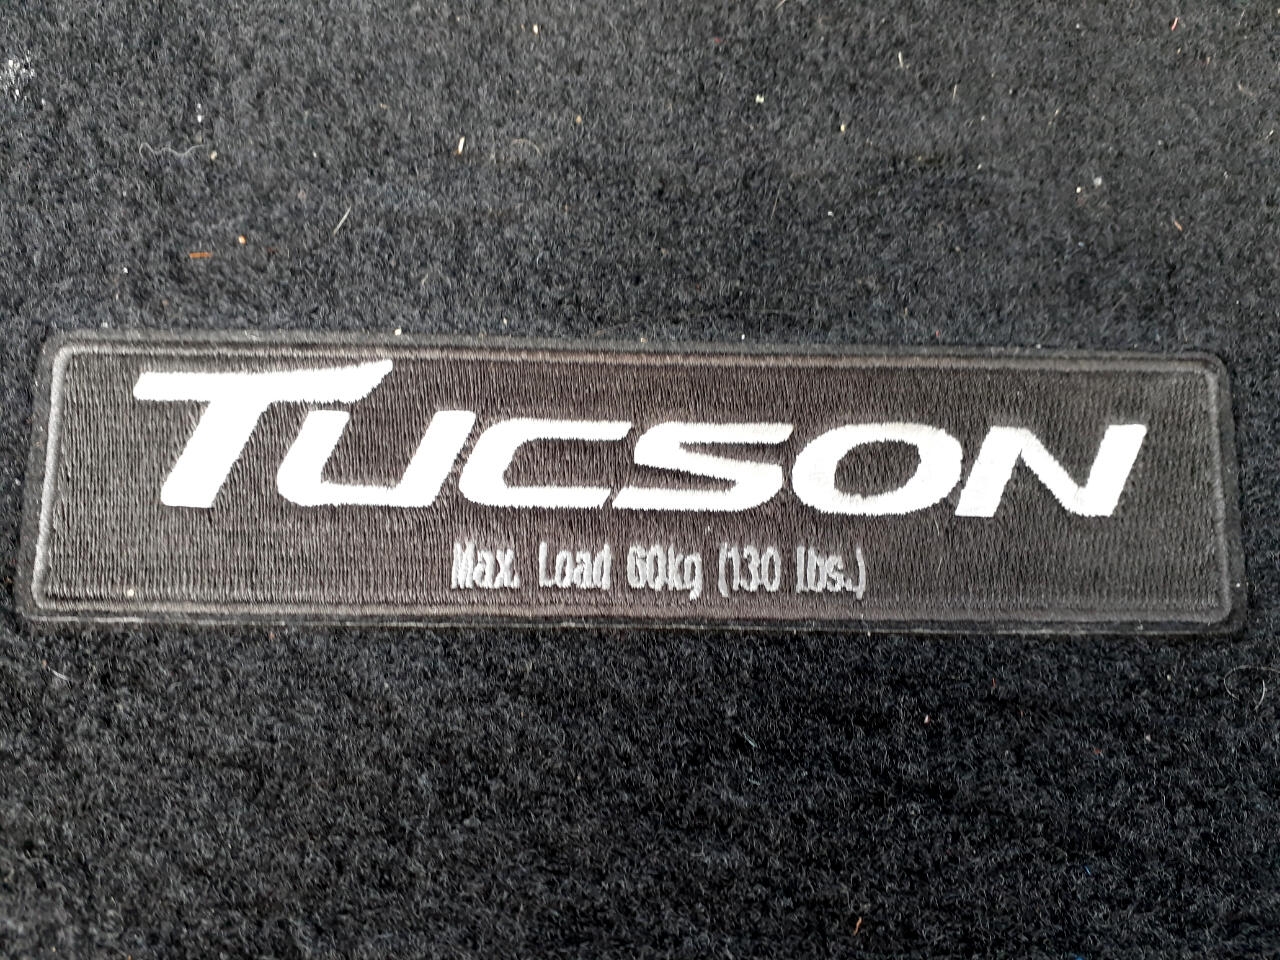 TUCSON
Max. Load 60kg (130 lbs.)